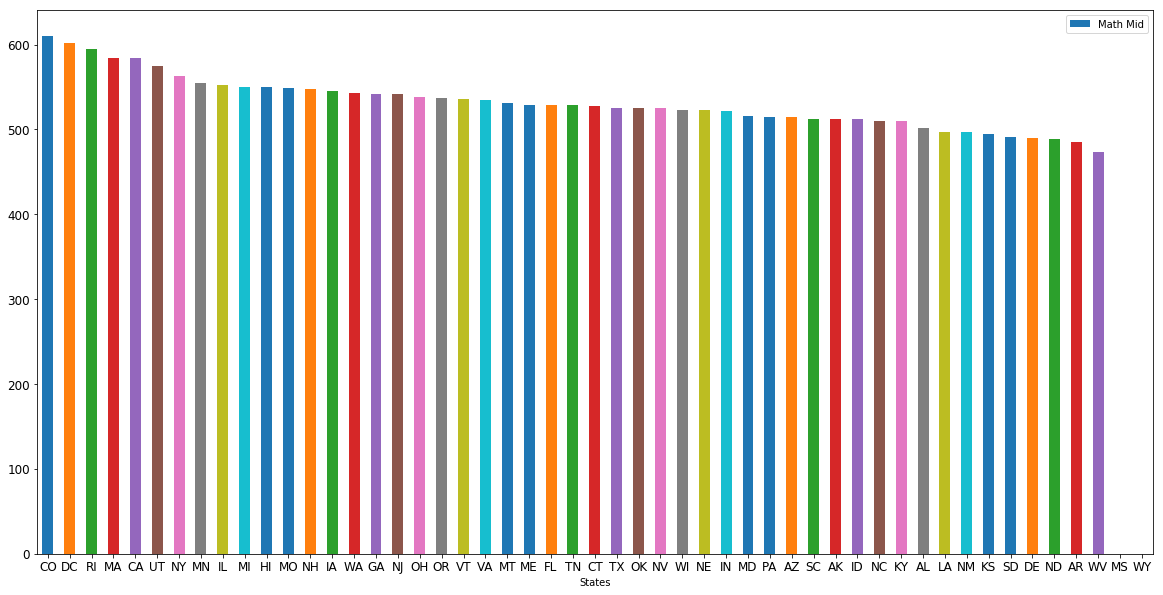 Math Mid
600
500
400
300
200
100
0
CO DC RI MA CA UT NY MN IL MI HI MO NH IA WA GA NJ OH OR VT VA MT ME FL TN CT TX OK NV WI NE IN MD PA AZ SC AK ID NC KY AL LA NM KS SD DE ND AR WV MS WY
States